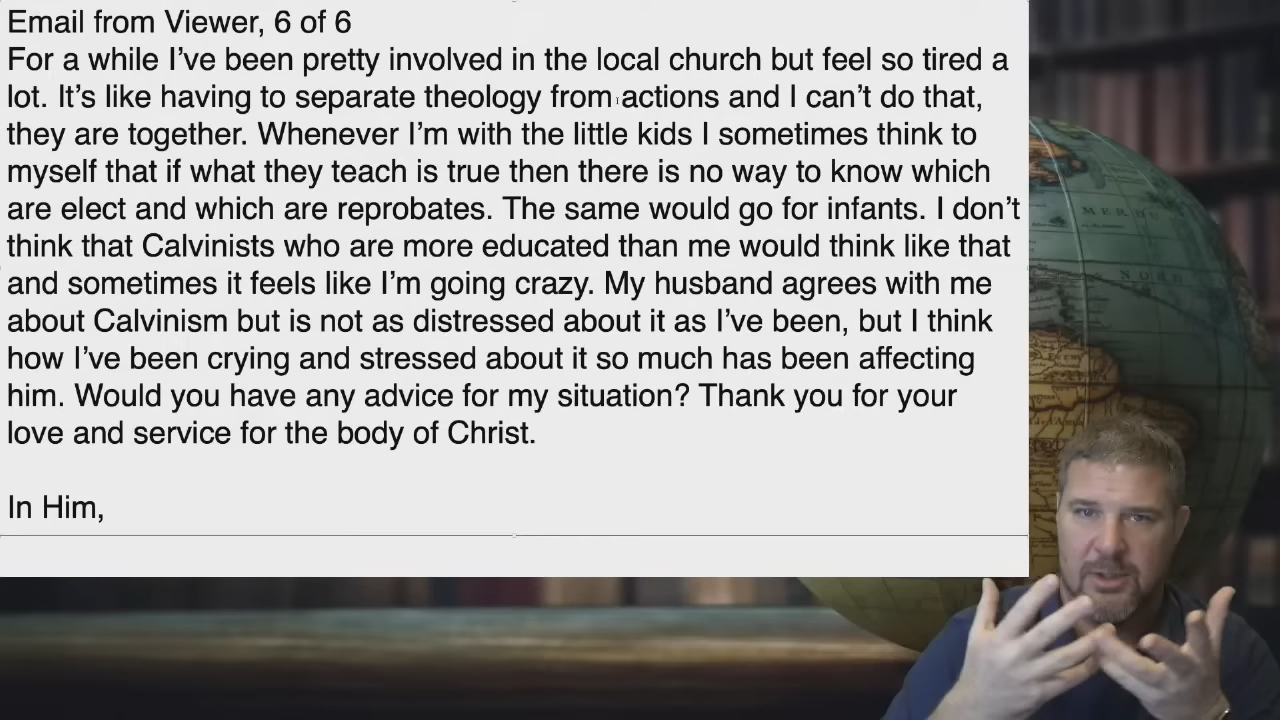 Email from Viewer, 6 of 6
For a while I’ve been pretty involved in the local church but feel so tired a
lot. It’s like having to separate theology from actions and I can’t do that,
they are together. Whenever I’m with the little kids I sometimes think to
myself that if what they teach is true then there is no way to know which
are elect and which are reprobates. The same would go for infants. I don’t
think that Calvinists who are more educated than me would think like that
and sometimes it feels like I’m going crazy. My husband agrees with me
about Calvinism but is not as distressed about it as I’ve been, but I think
how I’ve been crying and stressed about it so much has been affecting
him. Would you have any advice for my situation? Thank you for your
love and service for the body of Christ.
In Him,